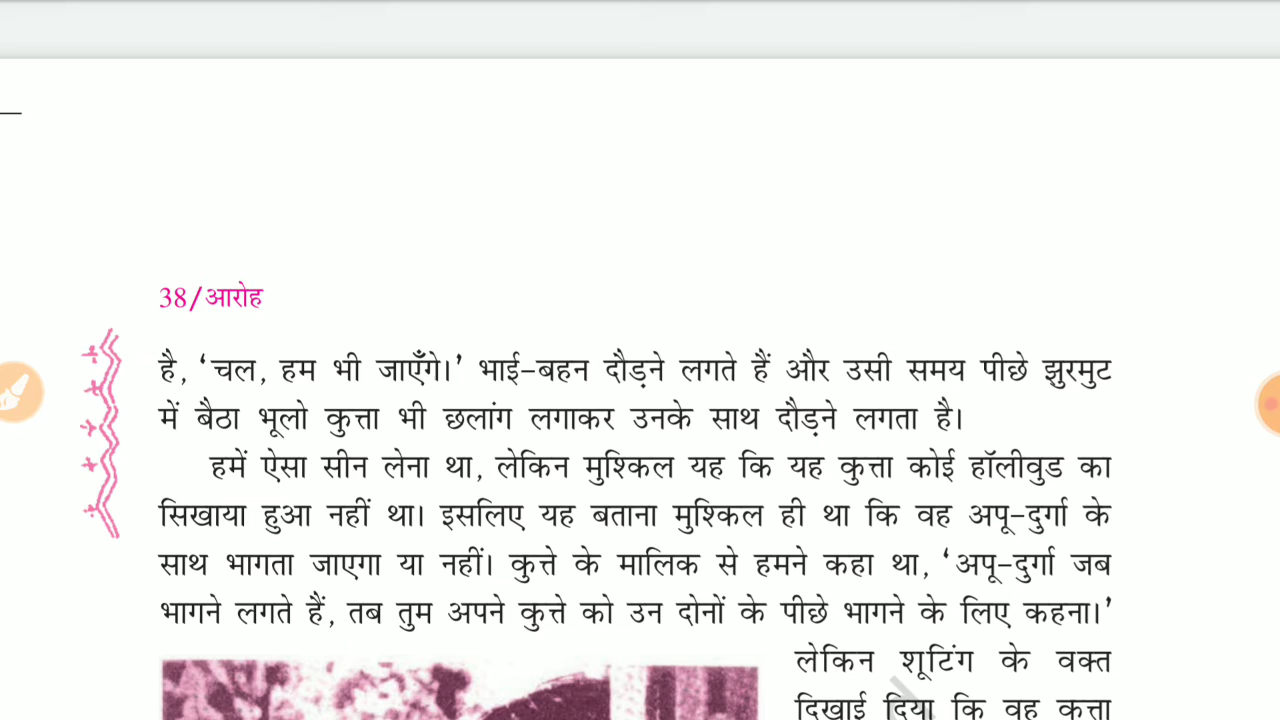 38/आरोह
है, ‘चल, हम भी जाएँगे।’ भाई-बहन दौड़ने लगते हैं और उसी समय पीछे झुरमुट
में बैठा भूलो कुत्ता भी छलांग लगाकर उनके साथ दौड़ने लगता है।
हमें ऐसा सीन लेना था, लेकिन मुश्किल यह कि यह कुत्ता कोई हॉलीवुड का
सिखाया हुआ नहीं था। इसलिए यह बताना मुश्किल ही था कि वह अपू-दुर्गा के
साथ भागता जाएगा या नहीं। कुत्ते के मालिक से हमने कहा था, ‘अपू-दुर्गा जब
भागने लगते हैं, तब तुम अपने कुत्ते को उन दोनों के पीछे भागने के लिए कहना।’
लेकिन शूटिंग के वक्त
दिखाई दिया कि वह कुत्ता